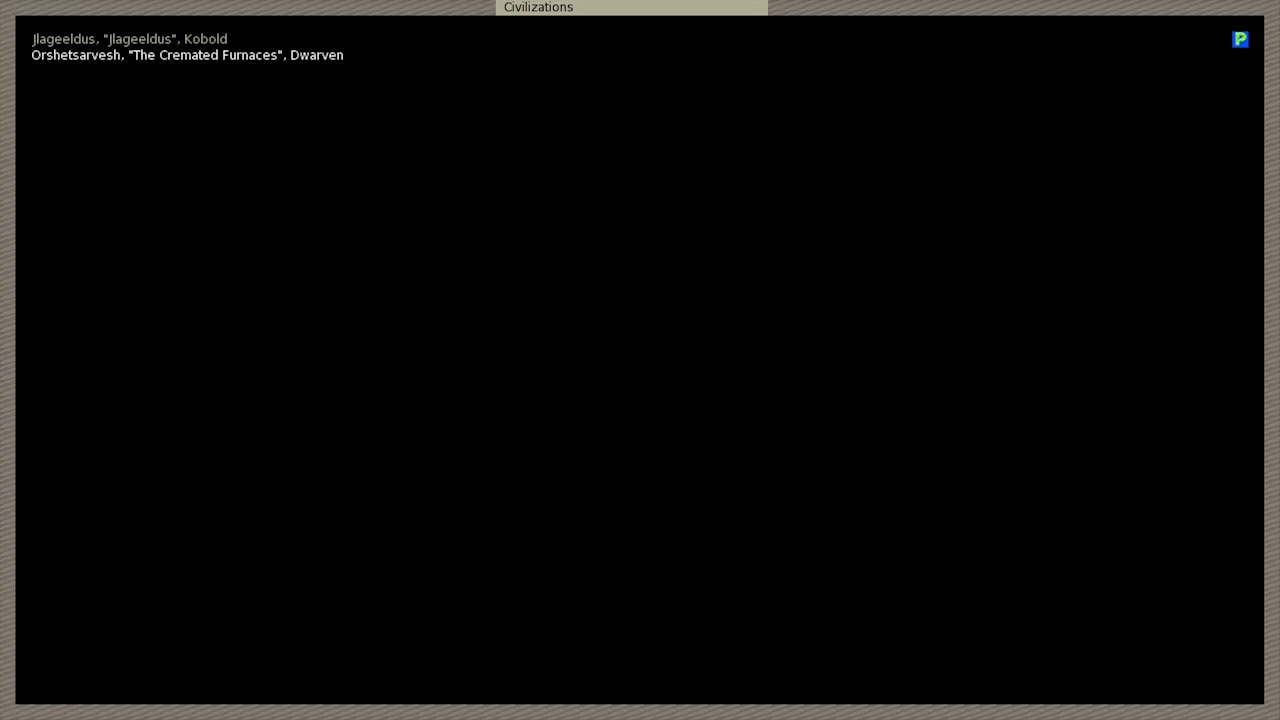 Civilizations
Jlageeldus, "Jlageeldus", Kobold
P
Orshetsarvesh, "The Cremated Furnaces", Dwarven